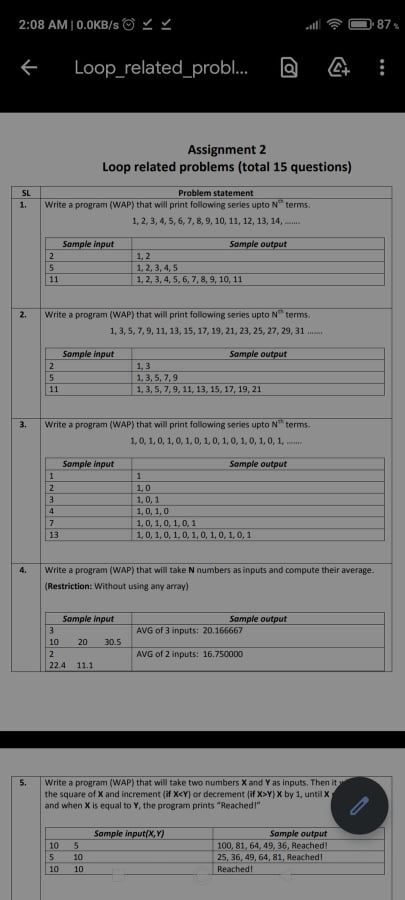 2:08 AM | 0.0KB/s
87%
Loop_related_probl...
Assignment 2
Loop related problems (total 15 questions)
SL Problem statement
1. Write a program (WAP) that will print following series upto Nth terms.
1, 2, 3, 4, 5, 6, 7, 8, 9, 10, 11, 12, 13, 14, .......
Sample input Sample output
2 1, 2
5 1, 2, 3, 4, 5
11 1, 2, 3, 4, 5, 6, 7, 8, 9, 10, 11
2. Write a program (WAP) that will print following series upto Nth terms.
1, 3, 5, 7, 9, 11, 13, 15, 17, 19, 21, 23, 25, 27, 29, 31 .......
Sample input Sample output
2 1, 3
5 1, 3, 5, 7, 9
11 1, 3, 5, 7, 9, 11, 13, 15, 17, 19, 21
3. Write a program (WAP) that will print following series upto Nth terms.
1, 0, 1, 0, 1, 0, 1, 0, 1, 0, 1, 0, 1, 0, 1, 0, 1, .......
Sample input Sample output
1 1
2 1, 0
3 1, 0, 1
4 1, 0, 1, 0
7 1, 0, 1, 0, 1, 0, 1
13 1, 0, 1, 0, 1, 0, 1, 0, 1, 0, 1, 0, 1
4. Write a program (WAP) that will take N numbers as inputs and compute their average.
(Restriction: Without using any array)
Sample input Sample output
3 AVG of 3 inputs: 20.166667
10 20 30.5
2 AVG of 2 inputs: 16.750000
22.4 11.1
5. Write a program (WAP) that will take two numbers X and Y as inputs. Then it
the square of X and increment (if X<Y) or decrement (if X>Y) X by 1, until X
and when X is equal to Y, the program prints "Reached!"
Sample input(X,Y) Sample output
10 5 100, 81, 64, 49, 36, Reached!
5 10 25, 36, 49, 64, 81, Reached!
10 10 Reached!